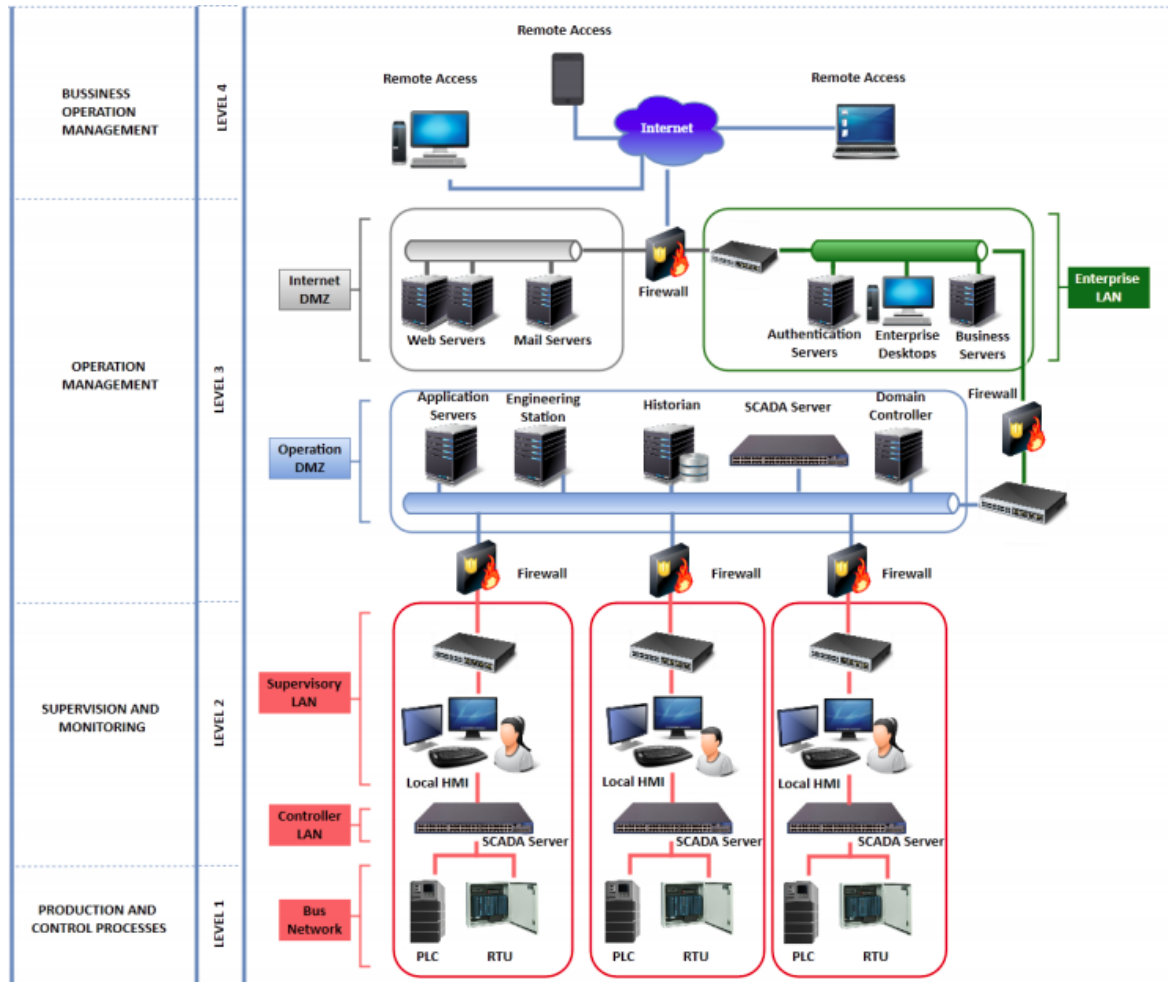 Remote Access
Remote Access
Remote Access
BUSSINESS
OPERATION
MANAGEMENT
LEVEL 4
Internet
Internet
DMZ
Firewall
Enterprise
LAN
Web Servers
Mail Servers
Authentication
Servers
Enterprise
Desktops
Business
Servers
OPERATION
MANAGEMENT
LEVEL 3
Application
Servers
Engineering
Station
Historian
SCADA Server
Domain
Controller
Firewall
Operation
DMZ
Firewall
Firewall
Firewall
SUPERVISION AND
MONITORING
LEVEL 2
Supervisory
LAN
Local HMI
Local HMI
Local HMI
Controller
LAN
SCADA Server
SCADA Server
SCADA Server
PRODUCTION AND
CONTROL PROCESSES
LEVEL 1
Bus
Network
PLC
RTU
PLC
RTU
PLC
RTU